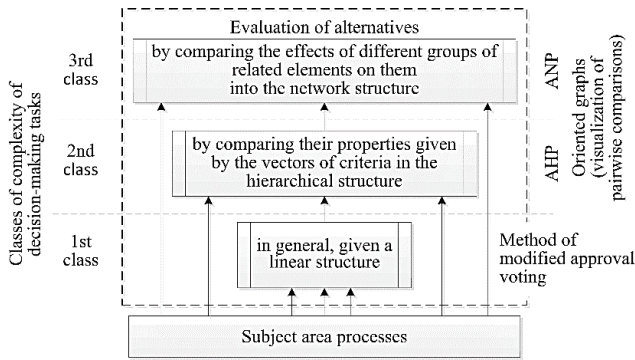 Evaluation of alternatives
Classes of complexity of
decision-making tasks
3rd
class
by comparing the effects of different groups of
related elements on them
into the network structure
ANP
Oriented graphs
(visualization of
pairwise comparisons)
2nd
class
by comparing their properties given
by the vectors of criteria in the
hierarchical structure
AHP
1st
class
in general, given a
linear structure
Method of
modified approval
voting
Subject area processes